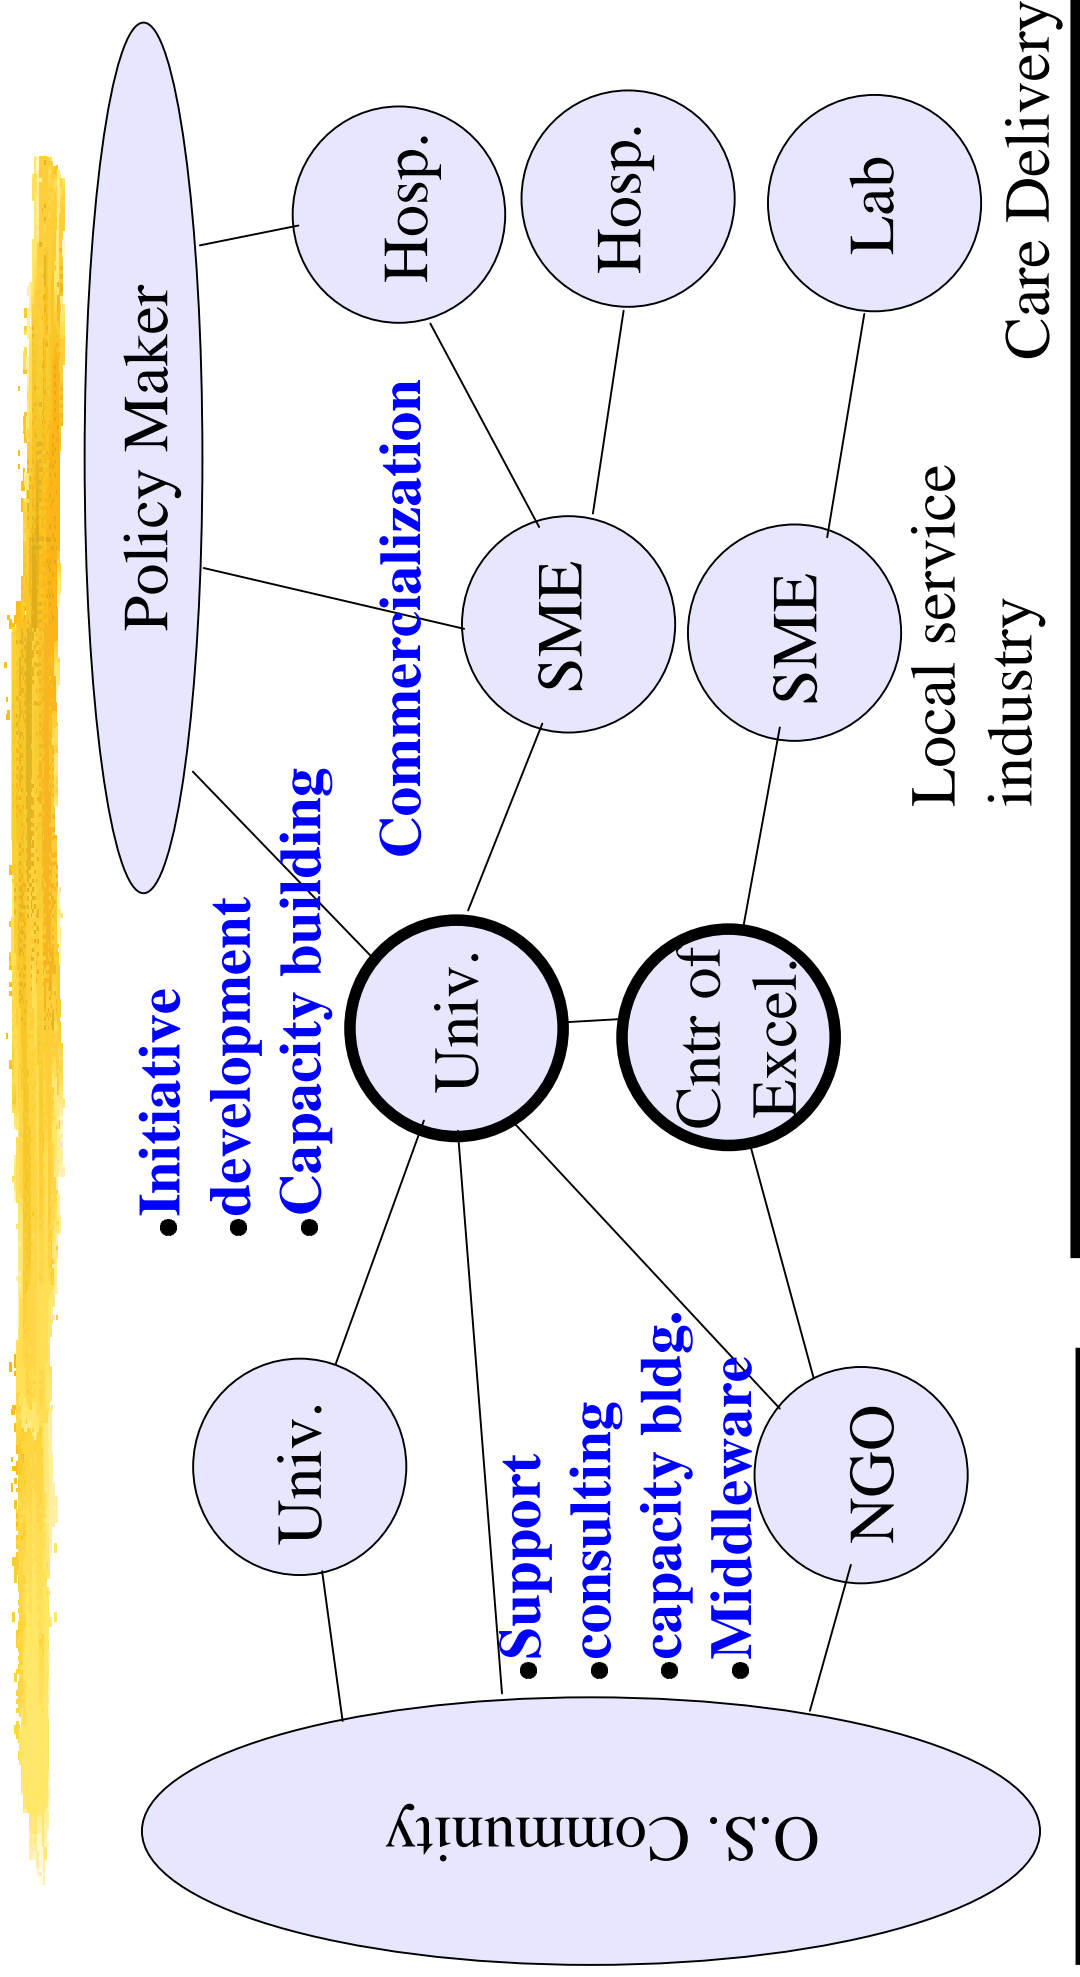 Policy Maker
•Initiative
•development
•Capacity building
Commercialization
Univ.
Univ.
SME
Hosp.
Hosp.
•Support
•consulting
•capacity bldg.
•Middleware
O.S. Community
Cntr of
Excel.
SME
Lab
NGO
Local service
industry
Care Delivery